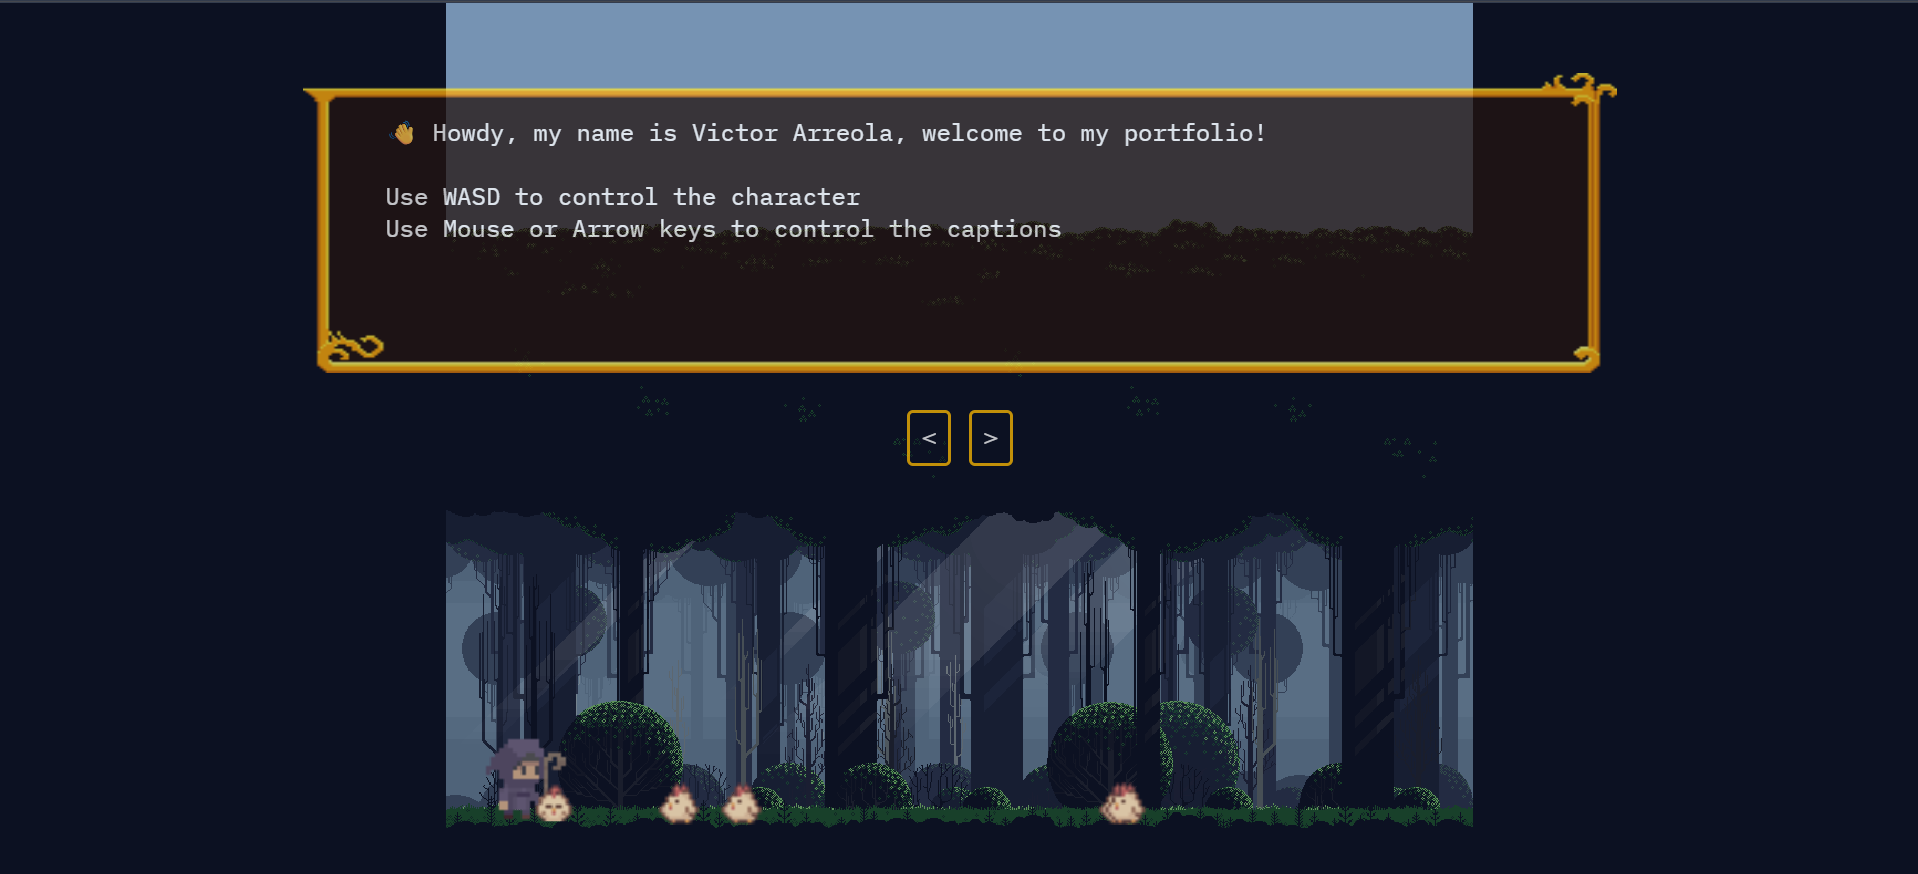 👋 Howdy, my name is Victor Arreola, welcome to my portfolio!
Use WASD to control the character
Use Mouse or Arrow keys to control the captions
< >